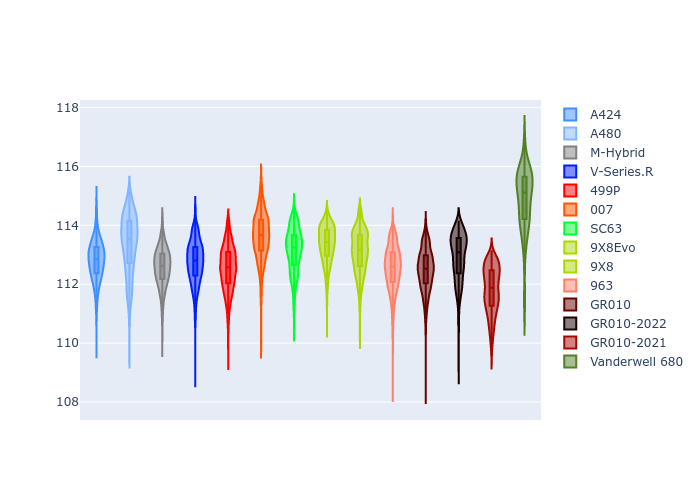 118
116
114
112
110
108
A424
A480
M-Hybrid
V-Series.R
499P
007
SC63
9X8Evo
9X8
963
GR010
GR010-2022
GR010-2021
Vanderwell 680